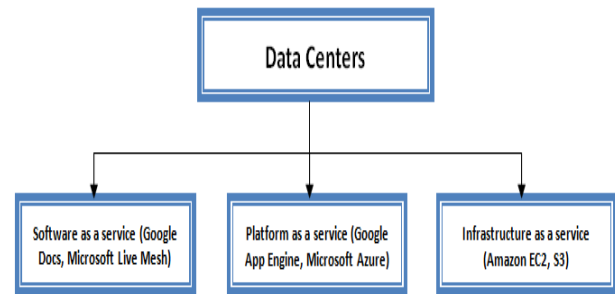 Data Centers
Software as a service (Google
Docs, Microsoft Live Mesh)
Platform as a service (Google
App Engine, Microsoft Azure)
Infrastructure as a service
(Amazon EC2, S3)